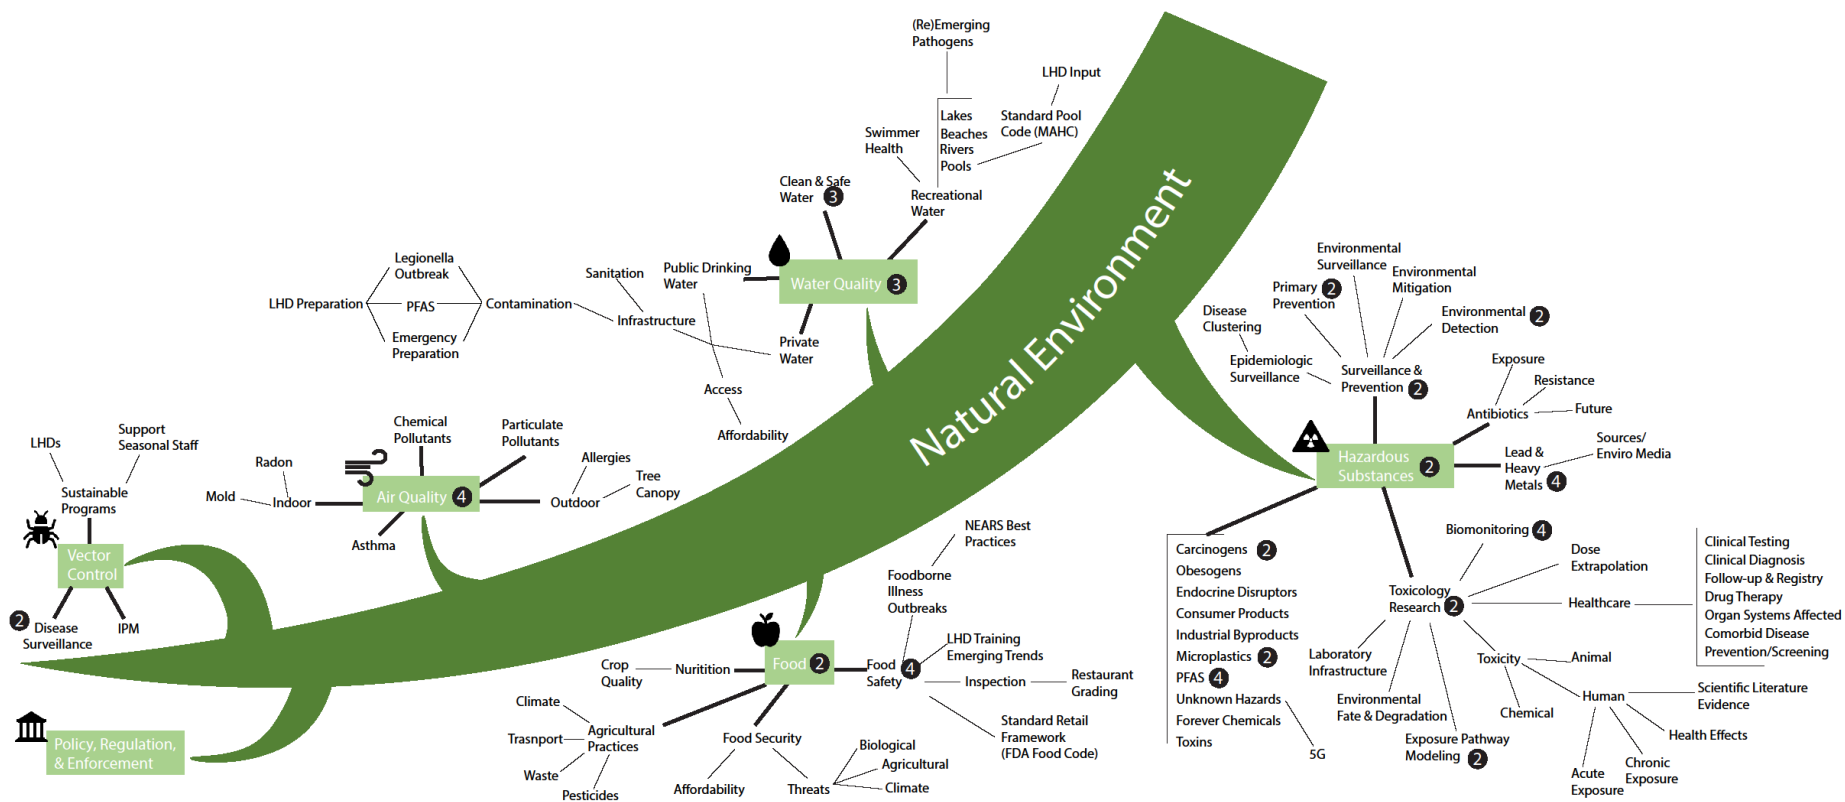 (Re)Emerging
Pathogens
LHD Input
Lakes
Beaches
Rivers
Pools
Standard Pool
Code (MAHC)
Swimmer
Health
Clean & Safe
Water 3
Recreational
Water
Water Quality 3
Public Drinking
Water
Private
Water
Sanitation
Infrastructure
Contamination
Legionella
Outbreak
PFAS
Emergency
Preparation
LHD Preparation
Access
Affordability
Natural Environment
Chemical
Pollutants
Particulate
Pollutants
Air Quality 4
Allergies
Tree
Canopy
Outdoor
Radon
Mold
Indoor
Asthma
LHDs
Support
Seasonal Staff
Sustainable
Programs
Vector
Control
2 Disease
Surveillance
IPM
Policy, Regulation,
& Enforcement
NEARS Best
Practices
Foodborne
Illness
Outbreaks
LHD Training
Emerging Trends
Food 2
Food
Safety 4
Inspection
Restaurant
Grading
Standard Retail
Framework
(FDA Food Code)
Crop
Quality
Nuritition
Climate
Trasnport
Waste
Pesticides
Agricultural
Practices
Food Security
Affordability
Threats
Biological
Agricultural
Climate
Environmental
Surveillance
Environmental
Mitigation
Primary
Prevention 2
Environmental
Detection 2
Disease
Clustering
Epidemiologic
Surveillance
Surveillance &
Prevention 2
Exposure
Resistance
Future
Antibiotics
Hazardous
Substances 2
Lead &
Heavy
Metals 4
Sources/
Enviro Media
Carcinogens 2
Obesogens
Endocrine Disruptors
Consumer Products
Industrial Byproducts
Microplastics 2
PFAS 4
Unknown Hazards
Forever Chemicals
Toxins
5G
Biomonitoring 4
Dose
Extrapolation
Toxicology
Research 2
Healthcare
Clinical Testing
Clinical Diagnosis
Follow-up & Registry
Drug Therapy
Organ Systems Affected
Comorbid Disease
Prevention/Screening
Laboratory
Infrastructure
Environmental
Fate & Degradation
Exposure Pathway
Modeling 2
Toxicity
Animal
Chemical
Human
Scientific Literature
Evidence
Health Effects
Chronic
Exposure
Acute
Exposure